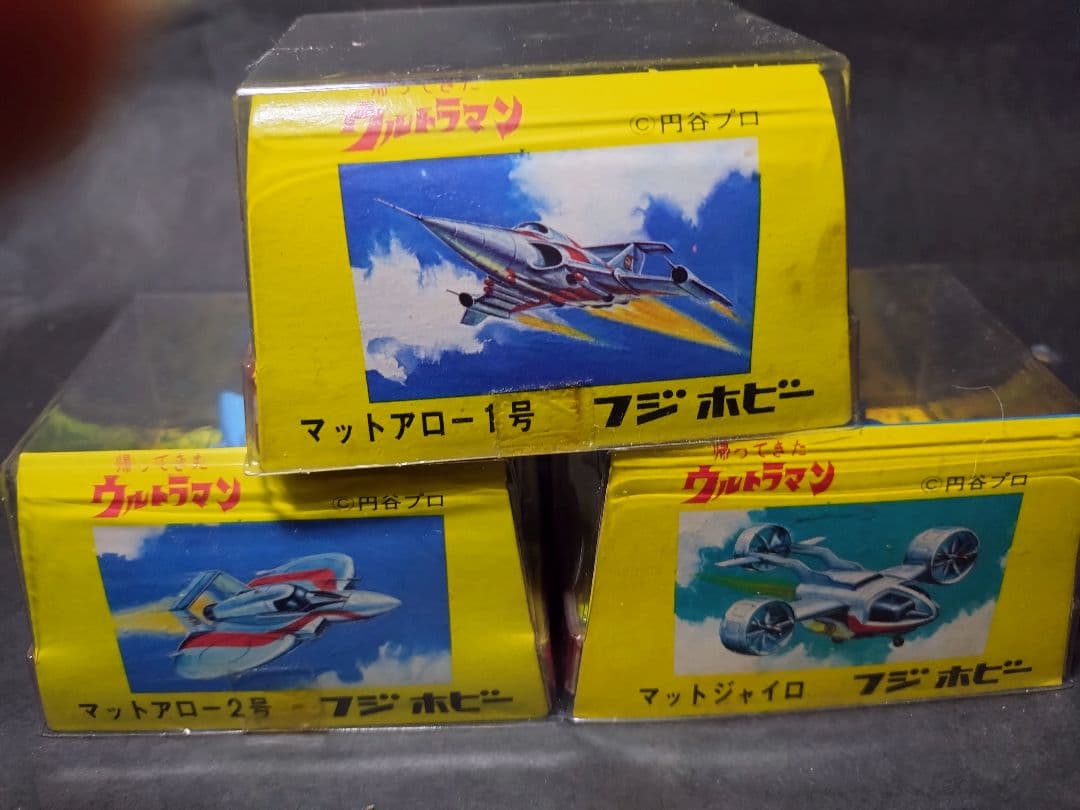 帰ってきた
ウルトラマン
©円谷プロ
マットアロー1号
フジホビー
帰ってきた
ウルトラマン
©円谷プロ
マットアロー2号
フジホビー
帰ってきた
ウルトラマン
©円谷プロ
マットジャイロ
フジホビー